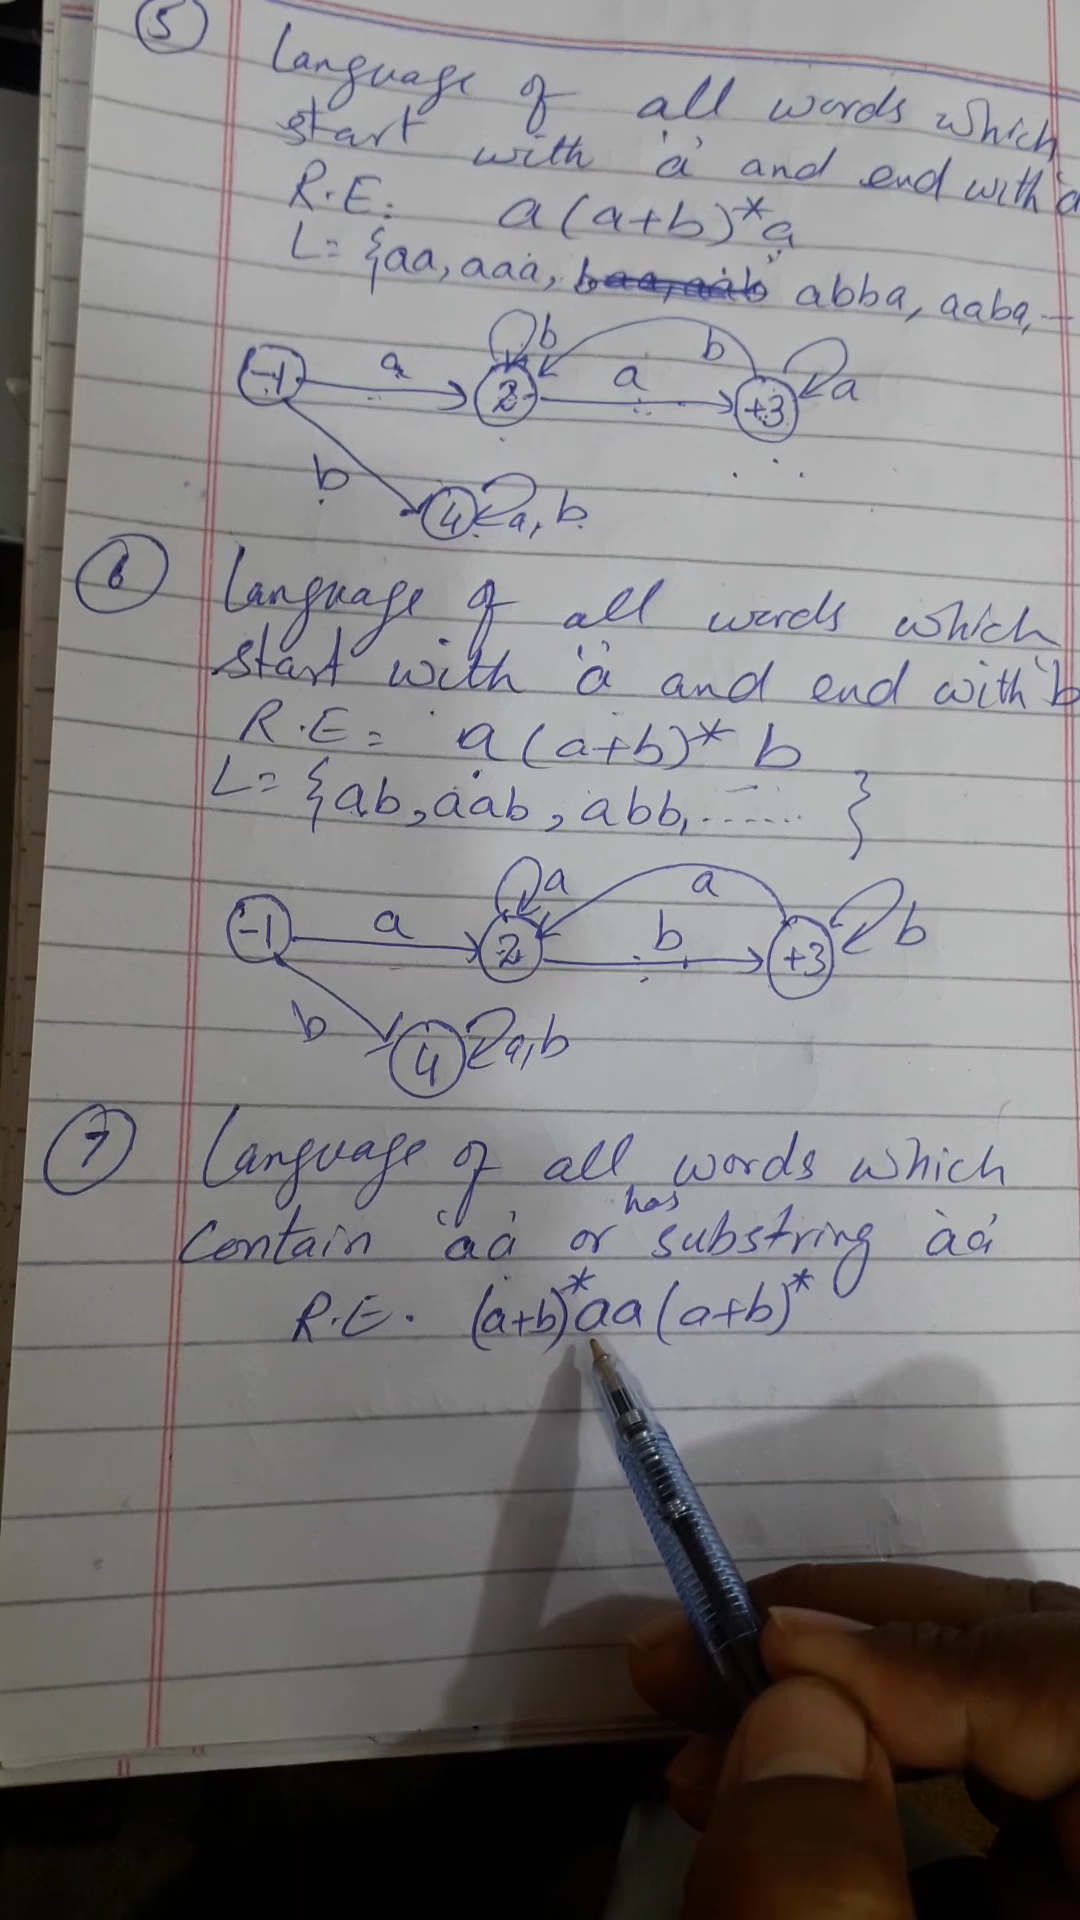 5
Language of all words which
start with 'a' and end with 'a
R.E: a(a+b)*a
L= {aa, aaa, abba, aaba, ...
b b
-1 a 2 a +3 a
b
4 a, b
6
Language of all words which
start with 'a' and end with 'b
R.E = a(a+b)* b
L= {ab, aab, abb, ...... }
a a
-1 a 2 b +3 b
b
4 a, b
7
Language of all words which
has
Contain 'aa' or substring 'aa'
R.E. (a+b)*aa(a+b)*